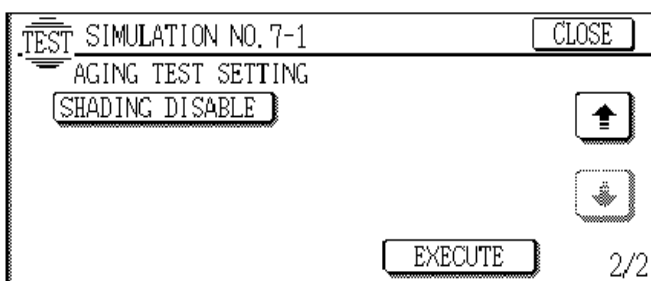 TEST SIMULATION NO.7-1 CLOSE
AGING TEST SETTING
SHADING DISABLE
EXECUTE 2/2